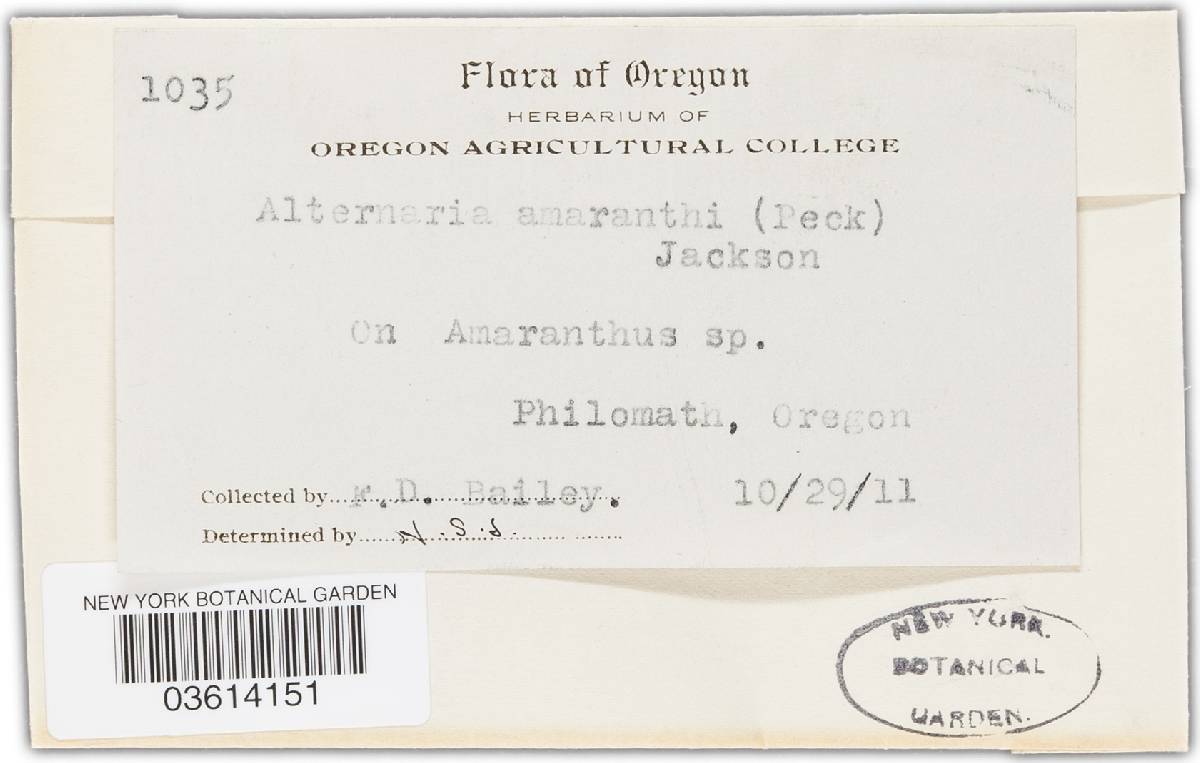 1035
Flora of Oregon
HERBARIUM OF
OREGON AGRICULTURAL COLLEGE
Alternaria amaranthi (Peck)
Jackson
On Amaranthus sp.
Philomath, Oregon
Collected by F.D. Bailey. 10/29/11
Determined by
NEW YORK BOTANICAL GARDEN
03614151
NEW YORK
BOTANICAL
GARDEN.